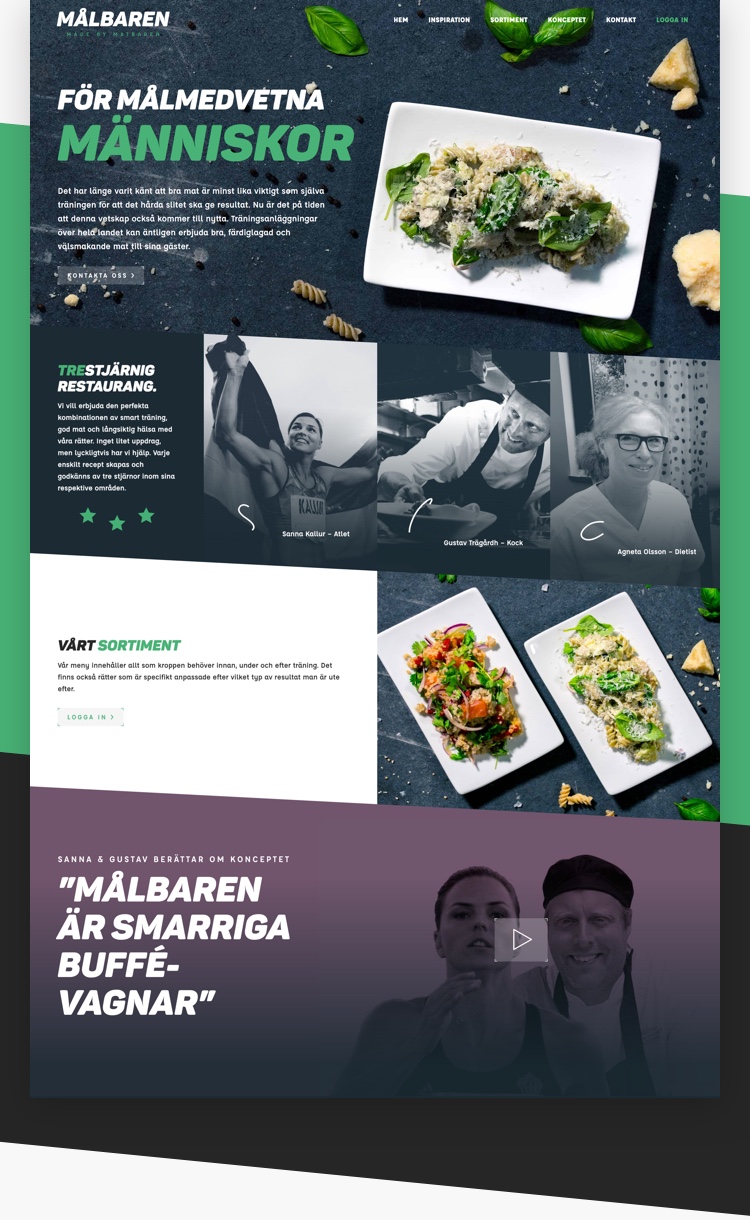 MÅLBAREN
MADE BY MATBAREN
HEM INSPIRATION SORTIMENT KONCEPTET KONTAKT LOGGA IN
FÖR MÅLMEDVETNA
MÄNNISKOR
Det har länge varit känt att bra mat är minst lika viktigt som själva
träningen för att det hårda slitet ska ge resultat. Nu är det på tiden
att denna vetskap också kommer till nytta. Träningsanläggningar
över hela landet kan äntligen erbjuda bra, färdiglagad och
välsmakande mat till sina gäster.
KONTAKTA OSS >
TRESTJÄRNIG
RESTAURANG.
Vi vill erbjuda den perfekta
kombinationen av smart träning,
god mat och långsiktig hälsa med
våra rätter. Inget litet uppdrag,
men lyckligtvis har vi hjälp. Varje
enskilt recept skapas och
godkänns av tre stjärnor inom sina
respektive områden.
KALLUR
Sanna Kallur – Atlet
Gustav Trägårdh – Kock
Agneta Olsson – Dietist
VÅRT SORTIMENT
Vår meny innehåller allt som kroppen behöver innan, under och efter träning. Det
finns också rätter som är specifikt anpassade efter vilket typ av resultat man är ute
efter.
LOGGA IN >
SANNA & GUSTAV BERÄTTAR OM KONCEPTET
”MÅLBAREN
ÄR SMARRIGA
BUFFÉ-
VAGNAR”